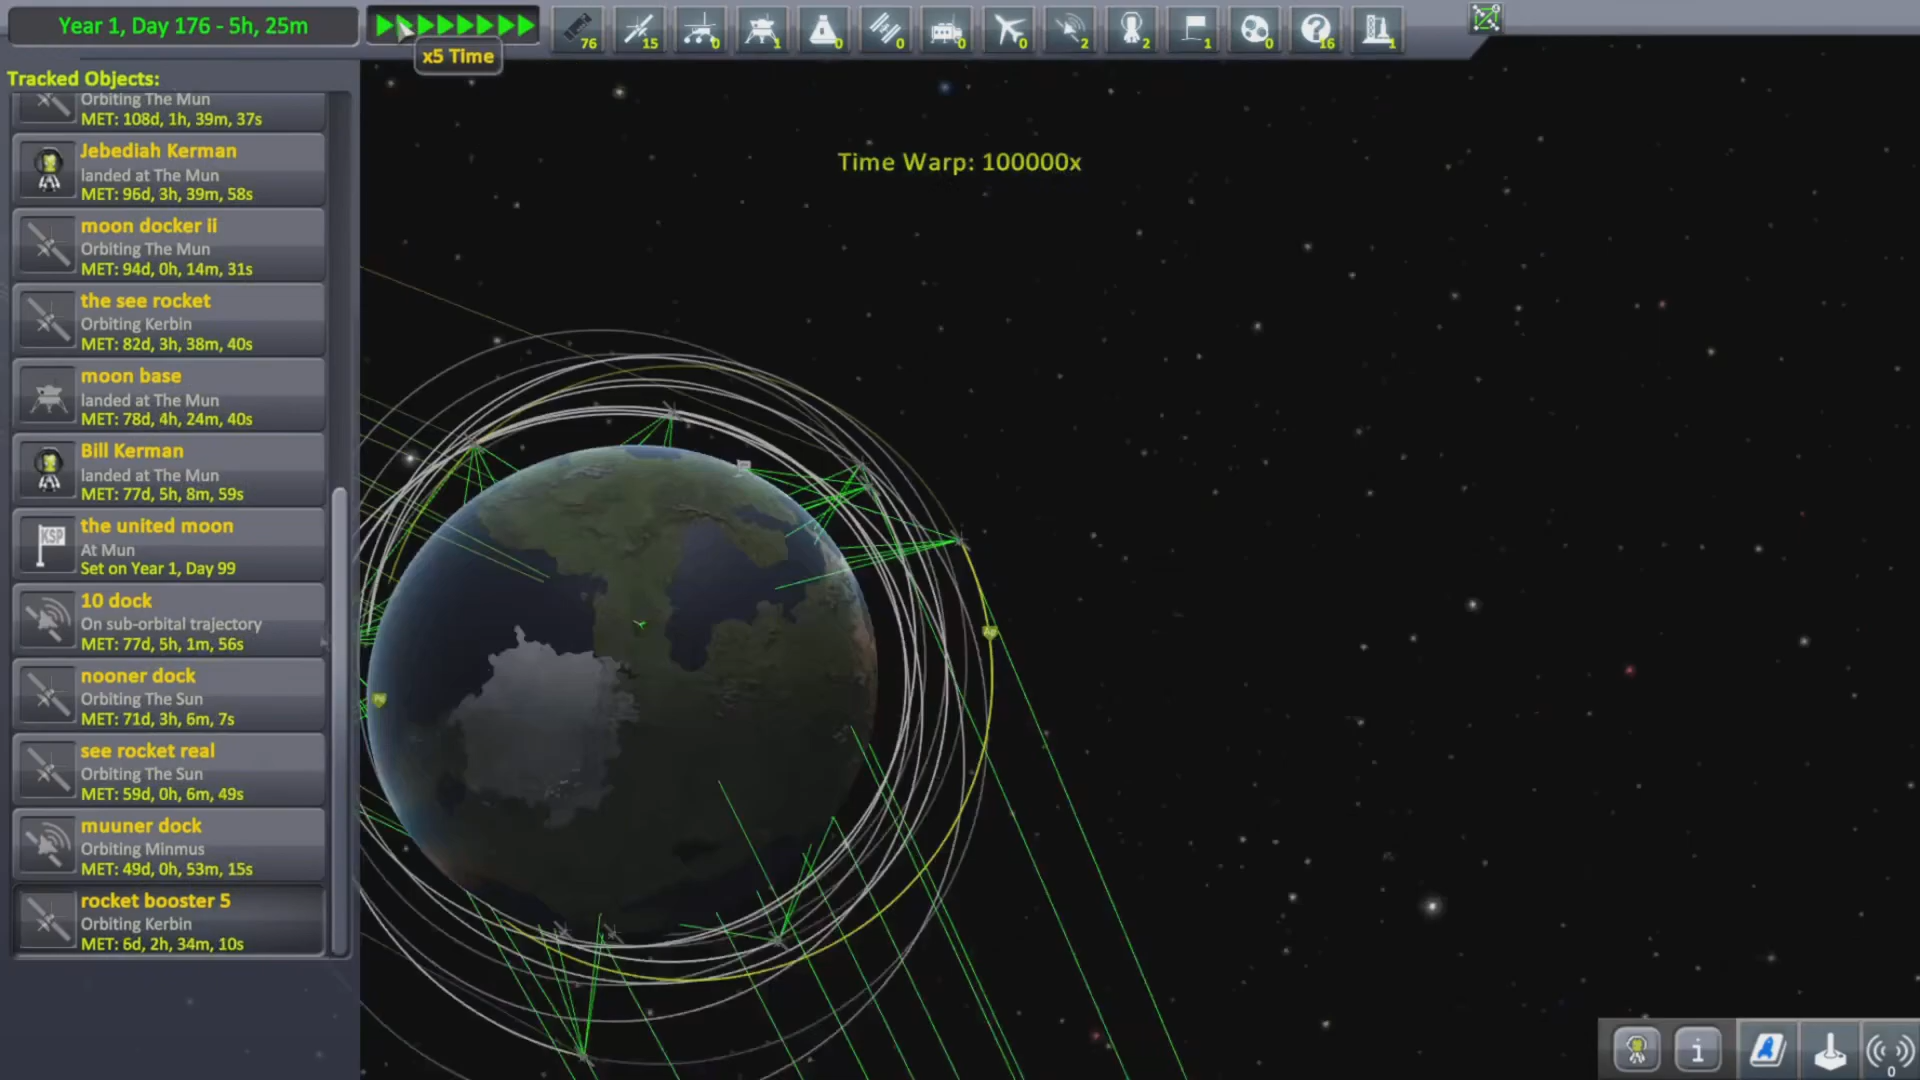 Year 1, Day 176 - 5h, 25m
x5 Time
76
15
0
1
0
0
0
0
2
2
1
0
16
1
Tracked Objects:
Time Warp: 100000x
Orbiting The Mun
MET: 108d, 1h, 39m, 37s
Jebediah Kerman
landed at The Mun
MET: 96d, 3h, 39m, 58s
moon docker ii
Orbiting The Mun
MET: 94d, 0h, 14m, 31s
the see rocket
Orbiting Kerbin
MET: 82d, 3h, 38m, 40s
moon base
landed at The Mun
MET: 78d, 4h, 24m, 40s
Bill Kerman
landed at The Mun
MET: 77d, 5h, 8m, 59s
KSP
the united moon
At Mun
Set on Year 1, Day 99
10 dock
On sub-orbital trajectory
MET: 77d, 5h, 1m, 56s
nooner dock
Orbiting The Sun
MET: 71d, 3h, 6m, 7s
see rocket real
Orbiting The Sun
MET: 59d, 0h, 6m, 49s
muuner dock
Orbiting Minmus
MET: 49d, 0h, 53m, 15s
rocket booster 5
Orbiting Kerbin
MET: 6d, 2h, 34m, 10s
i
0